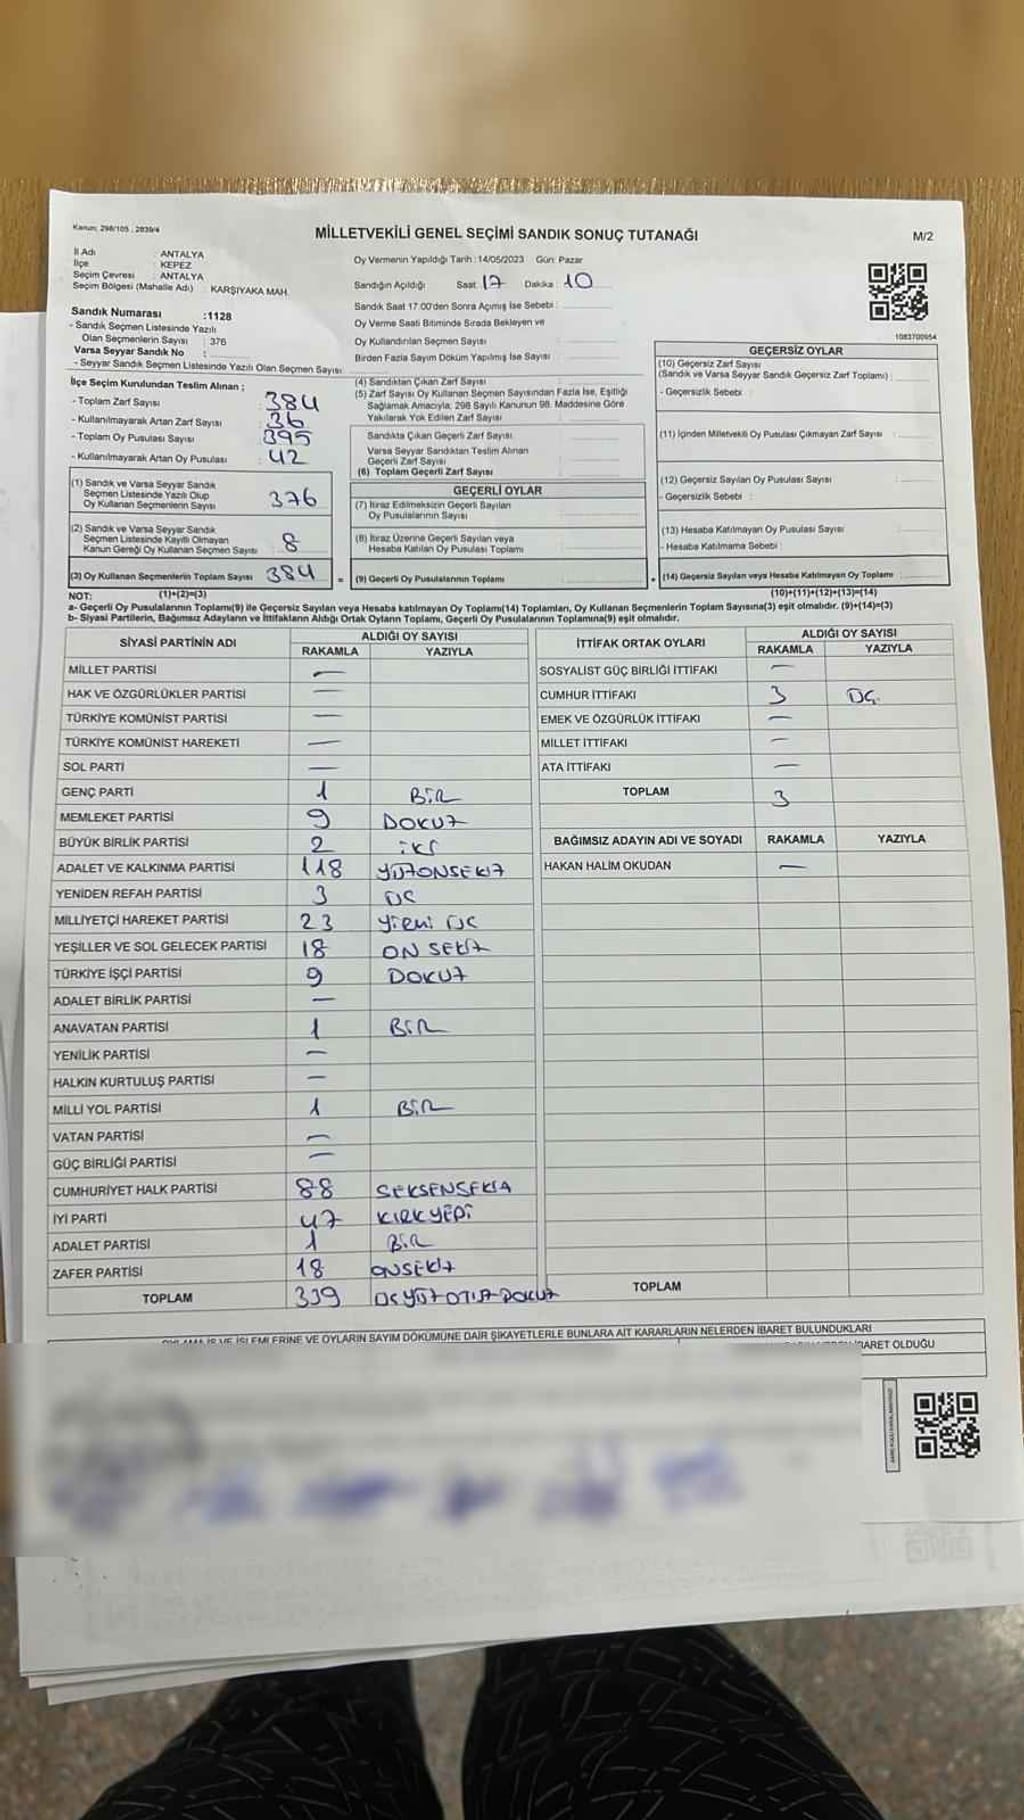 Kanun: 298/105, 2839/4
MİLLETVEKİLİ GENEL SEÇİMİ SANDIK SONUÇ TUTANAĞI
M/2
İl Adı : ANTALYA
İlçe : KEPEZ
Seçim Çevresi : ANTALYA
Seçim Bölgesi (Mahalle Adı) : KARŞIYAKA MAH.
Sandık Numarası :1128
- Sandık Seçmen Listesinde Yazılı
Olan Seçmenlerin Sayısı : 376
Varsa Seyyar Sandık No :
- Seyyar Sandık Seçmen Listesinde Yazılı Olan Seçmen Sayısı
Oy Vermenin Yapıldığı Tarih : 14/05/2023 Gün: Pazar
Sandığın Açıldığı Saat: 17 Dakika: 10
Sandık Saat 17.00'den Sonra Açımış İse Sebebi :
Oy Verme Saati Bitiminde Sırada Bekleyen ve
Oy Kullandırılan Seçmen Sayısı
Birden Fazla Sayım Döküm Yapılmış İse Sayısı
1083700954
İlçe Seçim Kurulundan Teslim Alınan ;
- Toplam Zarf Sayısı : 384
- Kullanılmayarak Artan Zarf Sayısı : 36
- Toplam Oy Pusulası Sayısı : 395
- Kullanılmayarak Artan Oy Pusulası : 42
(1) Sandık ve Varsa Seyyar Sandık
Seçmen Listesinde Yazılı Olup
Oy Kullanan Seçmenlerin Sayısı : 376
(2) Sandık ve Varsa Seyyar Sandık
Seçmen Listesinde Kayıtlı Olmayan
Kanun Gereği Oy Kullanan Seçmen Sayısı : 8
(3) Oy Kullanan Seçmenlerin Toplam Sayısı : 384
(4) Sandıktan Çıkan Zarf Sayısı
(5) Zarf Sayısı Oy Kullanan Seçmen Sayısından Fazla İse, Eşitliği
Sağlamak Amacıyla, 298 Sayılı Kanunun 98. Maddesine Göre
Yakılarak Yok Edilen Zarf Sayısı
Sandıkta Çıkan Geçerli Zarf Sayısı
Varsa Seyyar Sandıktan Teslim Alınan
Geçerli Zarf Sayısı
(6) Toplam Geçerli Zarf Sayısı
GEÇERLİ OYLAR
(7) İtiraz Edilmeksizin Geçerli Sayılan
Oy Pusulalarının Sayısı
(8) İtiraz Üzerine Geçerli Sayılan veya
Hesaba Katılan Oy Pusulası Toplamı
= (9) Geçerli Oy Pusulalarının Toplamı
GEÇERSİZ OYLAR
(10) Geçersiz Zarf Sayısı
(Sandık ve Varsa Seyyar Sandık Geçersiz Zarf Toplamı) :
- Geçersizlik Sebebi :
(11) İçinden Milletvekili Oy Pusulası Çıkmayan Zarf Sayısı :
(12) Geçersiz Sayılan Oy Pusulası Sayısı :
- Geçersizlik Sebebi :
(13) Hesaba Katılmayan Oy Pusulası Sayısı :
- Hesaba Katılmama Sebebi :
+ (14) Geçersiz Sayılan veya Hesaba Katılmayan Oy Toplamı :
NOT: (1)+(2)=(3) (10)+(11)+(12)+(13)=(14)
a- Geçerli Oy Pusulalarının Toplamı(9) ile Geçersiz Sayılan veya Hesaba katılmayan Oy Toplamı(14) Toplamları, Oy Kullanan Seçmenlerin Toplam Sayısına(3) eşit olmalıdır. (9)+(14)=(3)
b- Siyasi Partilerin, Bağımsız Adayların ve İttifakların Aldığı Ortak Oyların Toplamı, Geçerli Oy Pusulalarının Toplamına(9) eşit olmalıdır.
SİYASİ PARTİNİN ADI ALDIĞI OY SAYISI
RAKAMLA YAZIYLA
MİLLET PARTİSİ —
HAK VE ÖZGÜRLÜKLER PARTİSİ —
TÜRKİYE KOMÜNİST PARTİSİ —
TÜRKİYE KOMÜNİST HAREKETİ —
SOL PARTİ —
GENÇ PARTİ 1 BİR
MEMLEKET PARTİSİ 9 DOKUZ
BÜYÜK BİRLİK PARTİSİ 2 İKİ
ADALET VE KALKINMA PARTİSİ 118 YÜZONSEKİZ
YENİDEN REFAH PARTİSİ 3 ÜÇ
MİLLİYETÇİ HAREKET PARTİSİ 23 Yirmi ÜÇ
YEŞİLLER VE SOL GELECEK PARTİSİ 18 ON SEKİZ
TÜRKİYE İŞÇİ PARTİSİ 9 DOKUZ
ADALET BİRLİK PARTİSİ —
ANAVATAN PARTİSİ 1 BİR
YENİLİK PARTİSİ —
HALKIN KURTULUŞ PARTİSİ —
MİLLİ YOL PARTİSİ 1 BİR
VATAN PARTİSİ —
GÜÇ BİRLİĞİ PARTİSİ —
CUMHURİYET HALK PARTİSİ 88 SEKSENSEKİZ
İYİ PARTİ 47 KIRKYEDİ
ADALET PARTİSİ 1 BİR
ZAFER PARTİSİ 18 ONSEKİZ
TOPLAM 339 ÜÇYÜZOTUZDOKUZ
İTTİFAK ORTAK OYLARI ALDIĞI OY SAYISI
RAKAMLA YAZIYLA
SOSYALİST GÜÇ BİRLİĞİ İTTİFAKI —
CUMHUR İTTİFAKI 3 ÜÇ
EMEK VE ÖZGÜRLÜK İTTİFAKI —
MİLLET İTTİFAKI —
ATA İTTİFAKI —
TOPLAM 3
BAĞIMSIZ ADAYIN ADI VE SOYADI RAKAMLA YAZIYLA
HAKAN HALİM OKUDAN —
TOPLAM
İŞLEMLERİNE VE OYLARIN SAYIM DÖKÜMÜNE DAİR ŞİKAYETLERLE BUNLARA AİT KARARLARIN NELERDEN İBARET BULUNDUKLARI
OLDUĞU